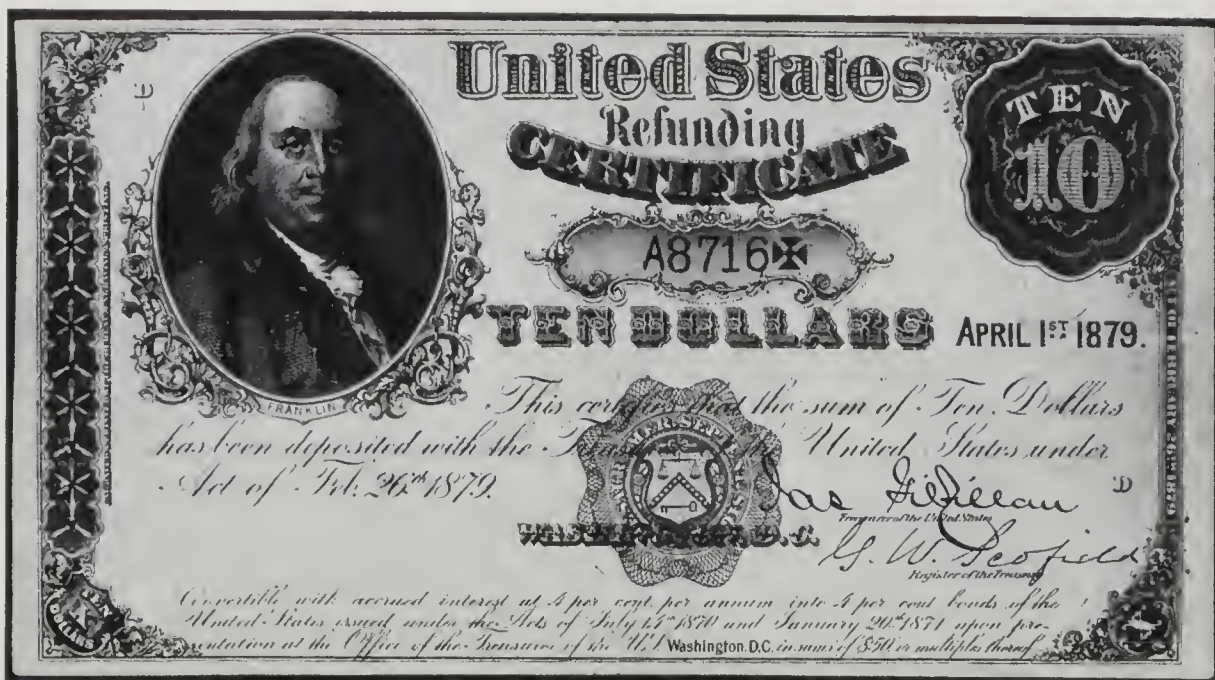 United States
Refunding
CERTIFICATE
TEN
10
D
A8716✠
TEN DOLLARS
APRIL 1ST 1879.
FRANKLIN
This certifies that the sum of Ten Dollars
has been deposited with the United States under
Act of Feb. 26th 1879.
Jas Gilfillan
Treasurer of the United States
D
WASHINGTON, D.C.
G. W. Scofield
Register of the Treasury
Convertible with accrued interest at 4 per cent. per annum into 4 per cent bonds of the
United States issued under the Acts of July 14th 1870 and January 20th 1871 upon pre-
sentation at the Office of the Treasurer of the U.S. Washington, D.C. in sums of $50, or multiples thereof
TEN
DOLLARS
4